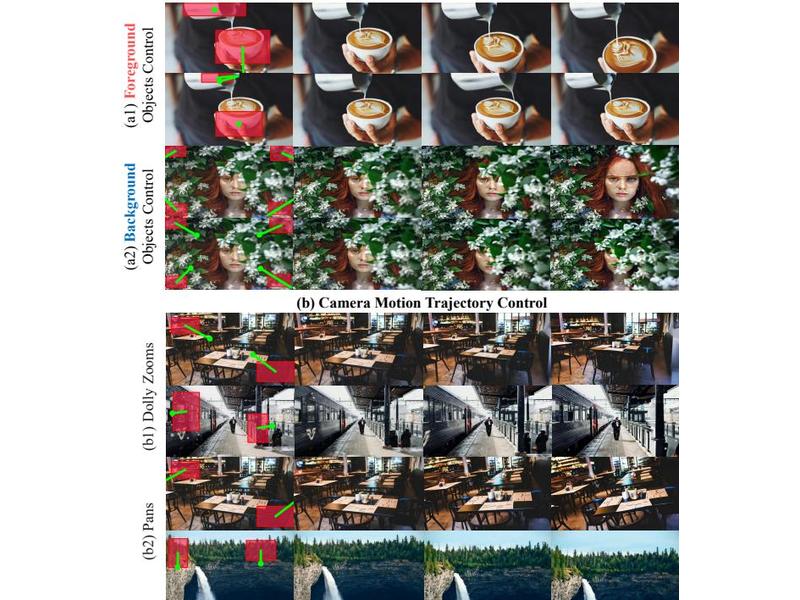 (a1) Foreground
Objects Control
(a2) Background
Objects Control
(b) Camera Motion Trajectory Control
(b1) Dolly Zooms
(b2) Pans